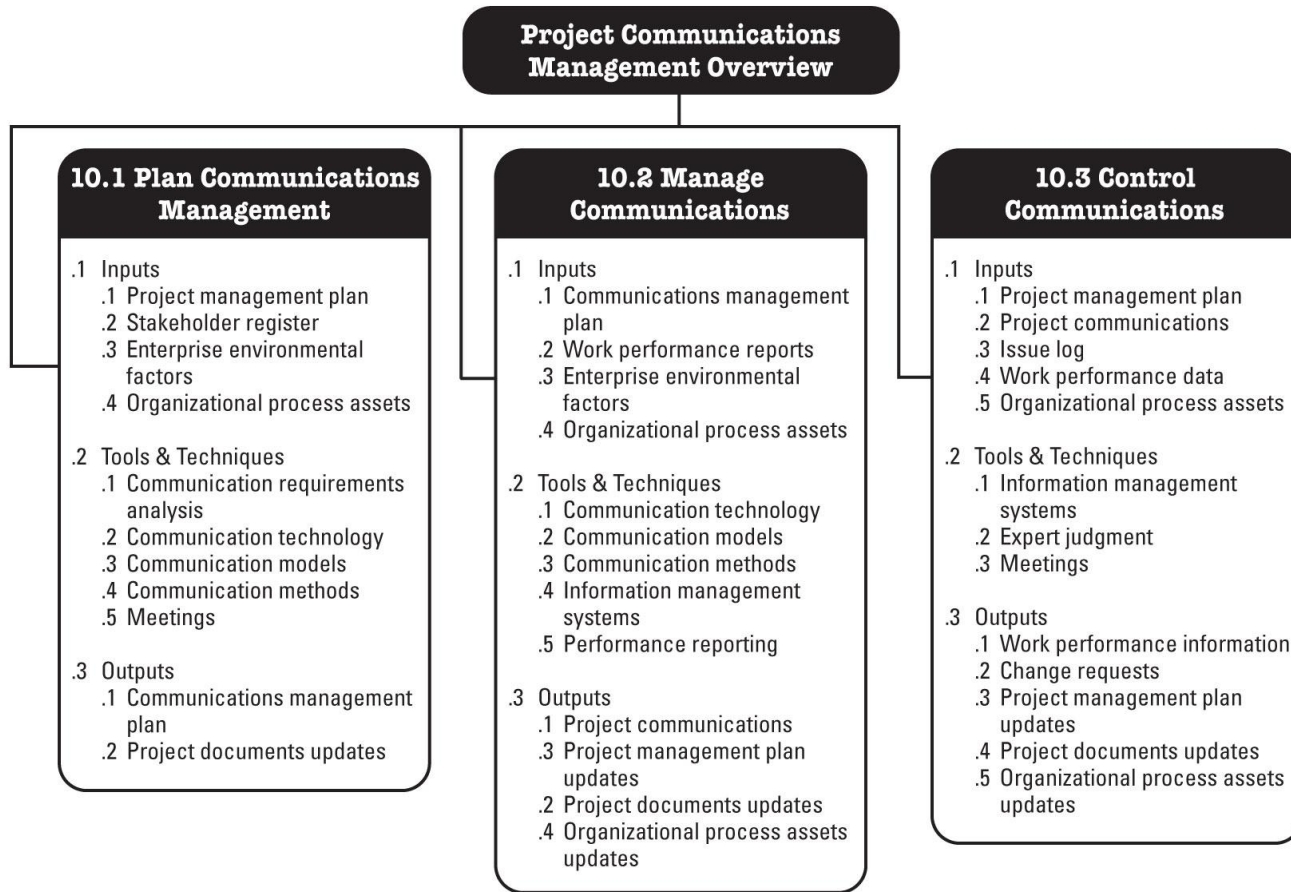 Project Communications
Management Overview
10.1 Plan Communications
Management
.1 Inputs
.1 Project management plan
.2 Stakeholder register
.3 Enterprise environmental
factors
.4 Organizational process assets
.2 Tools & Techniques
.1 Communication requirements
analysis
.2 Communication technology
.3 Communication models
.4 Communication methods
.5 Meetings
.3 Outputs
.1 Communications management
plan
.2 Project documents updates
10.2 Manage
Communications
.1 Inputs
.1 Communications management
plan
.2 Work performance reports
.3 Enterprise environmental
factors
.4 Organizational process assets
.2 Tools & Techniques
.1 Communication technology
.2 Communication models
.3 Communication methods
.4 Information management
systems
.5 Performance reporting
.3 Outputs
.1 Project communications
.3 Project management plan
updates
.2 Project documents updates
.4 Organizational process assets
updates
10.3 Control
Communications
.1 Inputs
.1 Project management plan
.2 Project communications
.3 Issue log
.4 Work performance data
.5 Organizational process assets
.2 Tools & Techniques
.1 Information management
systems
.2 Expert judgment
.3 Meetings
.3 Outputs
.1 Work performance information
.2 Change requests
.3 Project management plan
updates
.4 Project documents updates
.5 Organizational process assets
updates